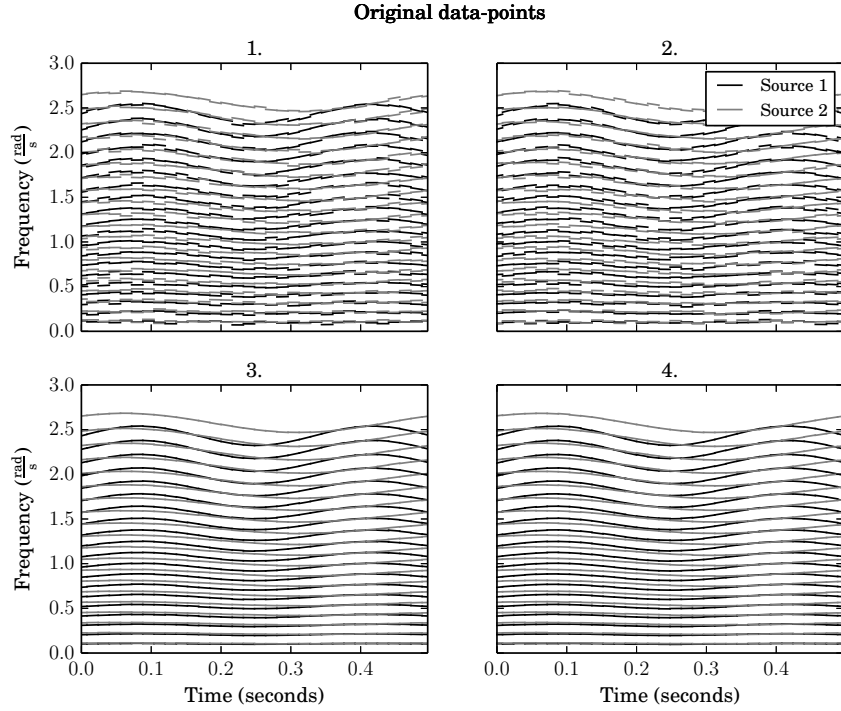 Original data-points
1.
2.
3.0
2.5
2.0
1.5
1.0
0.5
0.0
Frequency (rad/s)
Source 1
Source 2
3.
4.
3.0
2.5
2.0
1.5
1.0
0.5
0.0
Frequency (rad/s)
0.0 0.1 0.2 0.3 0.4
Time (seconds)
0.0 0.1 0.2 0.3 0.4
Time (seconds)